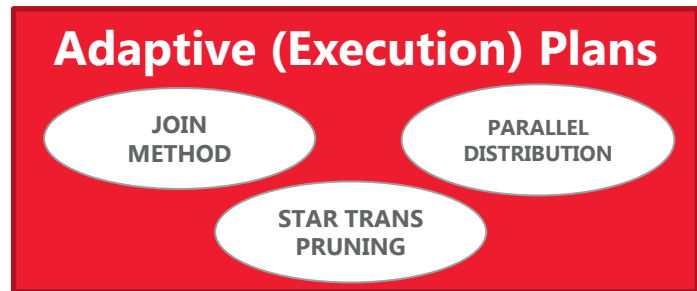 Adaptive (Execution) Plans
JOIN
METHOD
PARALLEL
DISTRIBUTION
STAR TRANS
PRUNING